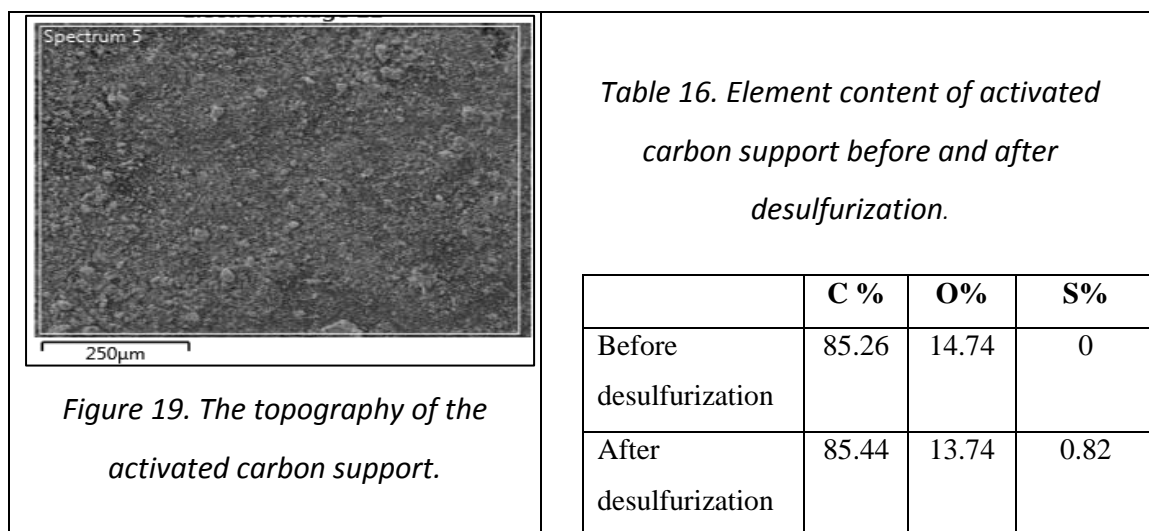 Spectrum 5
250µm
Figure 19. The topography of the
activated carbon support.
Table 16. Element content of activated
carbon support before and after
desulfurization.
C % O% S%
Before desulfurization 85.26 14.74 0
After desulfurization 85.44 13.74 0.82